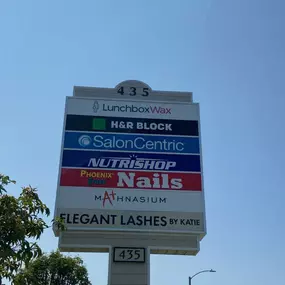 435
LunchboxWax
H&R BLOCK
SalonCentric
NUTRISHOP
PHOENIX Nails
MATHNASIUM
ELEGANT LASHES BY KATIE
435